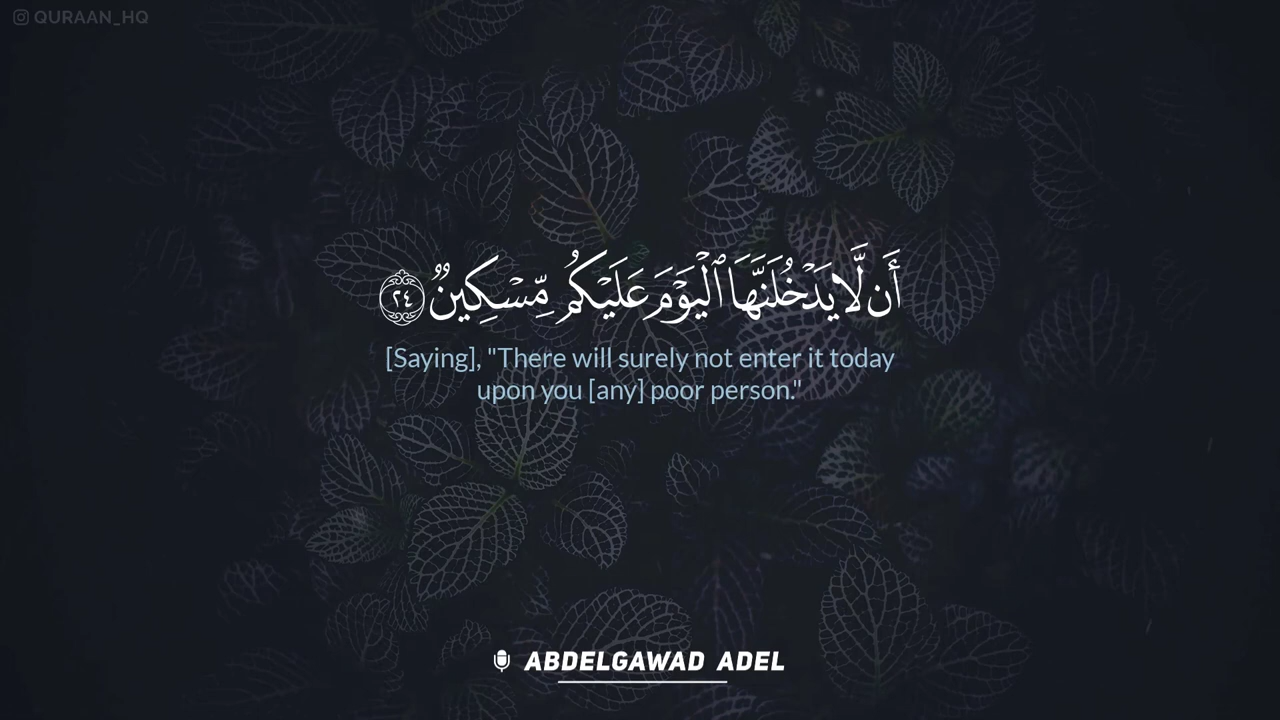 QURAAN_HQ
أَن لَّا يَدْخُلَنَّهَا ٱلْيَوْمَ عَلَيْكُم مِّسْكِينٌ ٢٤
[Saying], "There will surely not enter it today
upon you [any] poor person."
ABDELGAWAD ADEL